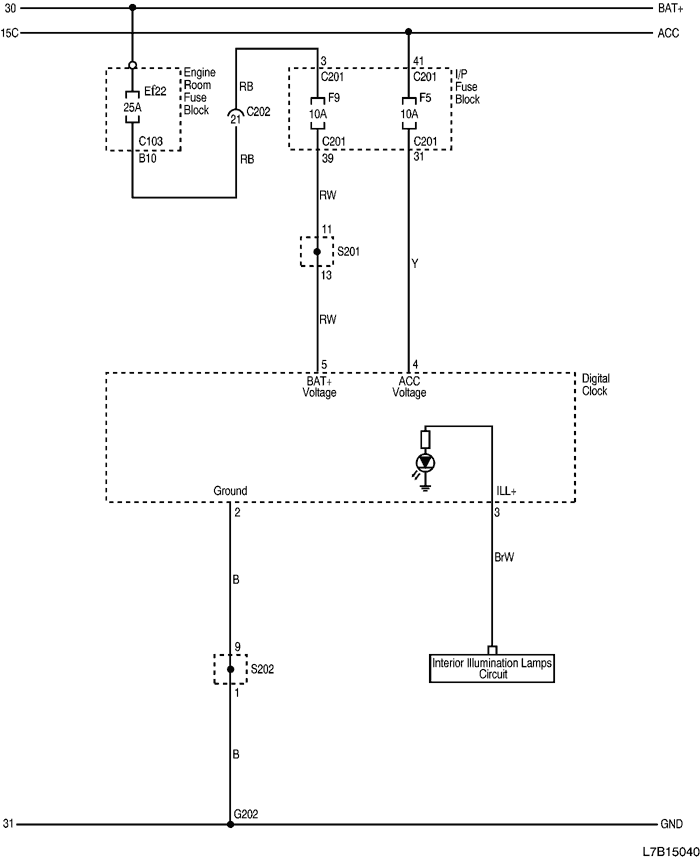 30
BAT+
15C
ACC
Engine
Room
Fuse
Block
Ef22
25A
C103
B10
RB
C202
21
RB
3
C201
41
C201
I/P
Fuse
Block
F9
10A
F5
10A
C201
39
C201
31
RW
11
S201
13
Y
RW
5
4
BAT+
Voltage
ACC
Voltage
Digital
Clock
Ground
ILL+
2
3
B
BrW
9
S202
1
Interior Illumination Lamps
Circuit
B
G202
31
GND
L7B15040